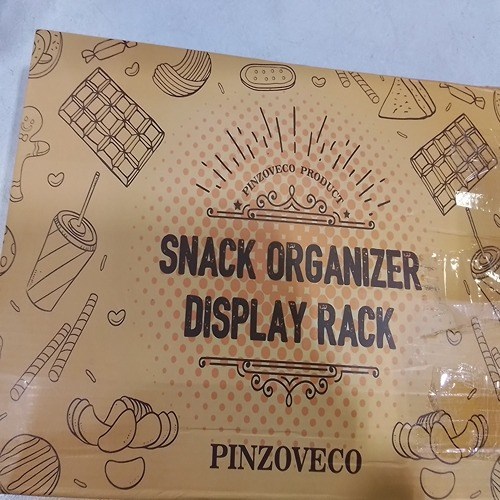 PINZOVECO PRODUCT
SNACK ORGANIZER
DISPLAY RACK
PINZOVECO